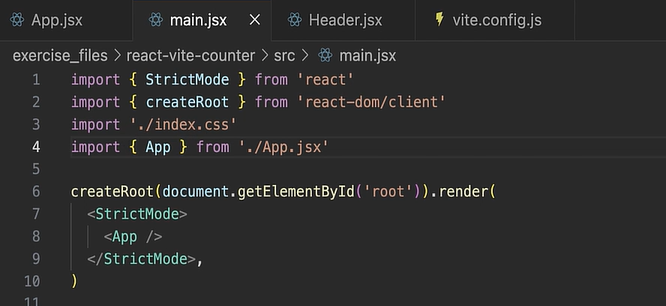 App.jsx main.jsx × Header.jsx vite.config.js
exercise_files > react-vite-counter > src > main.jsx
1 import { StrictMode } from 'react'
2 import { createRoot } from 'react-dom/client'
3 import './index.css'
4 import { App } from './App.jsx'
5
6 createRoot(document.getElementById('root')).render(
7   <StrictMode>
8     <App />
9   </StrictMode>,
10 )
11